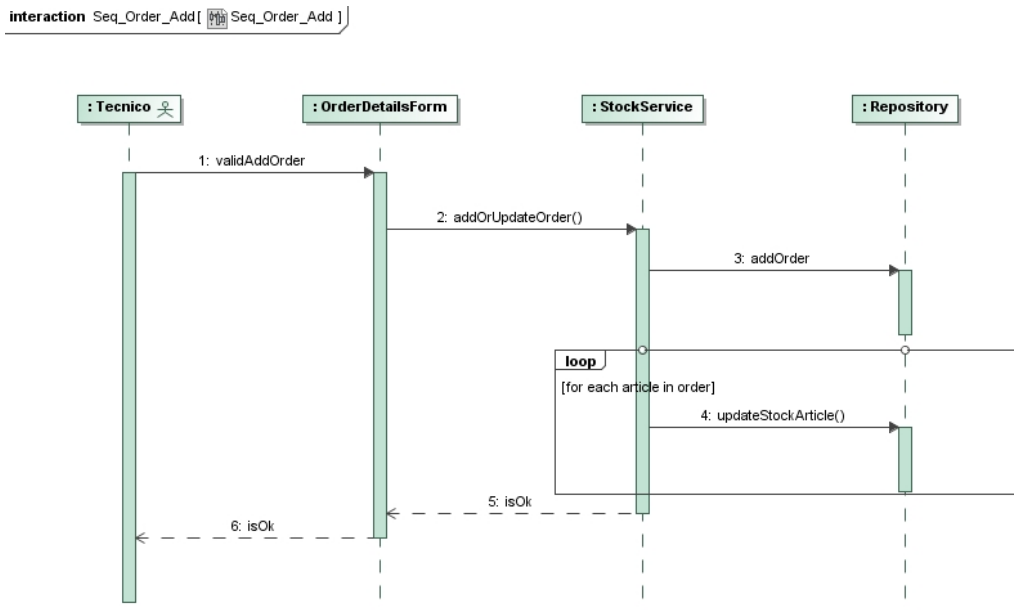 interaction Seq_Order_Add[ Seq_Order_Add ]
: Tecnico
: OrderDetailsForm
: StockService
: Repository
1: validAddOrder
2: addOrUpdateOrder()
3: addOrder
loop
[for each article in order]
4: updateStockArticle()
5: isOk
6: isOk